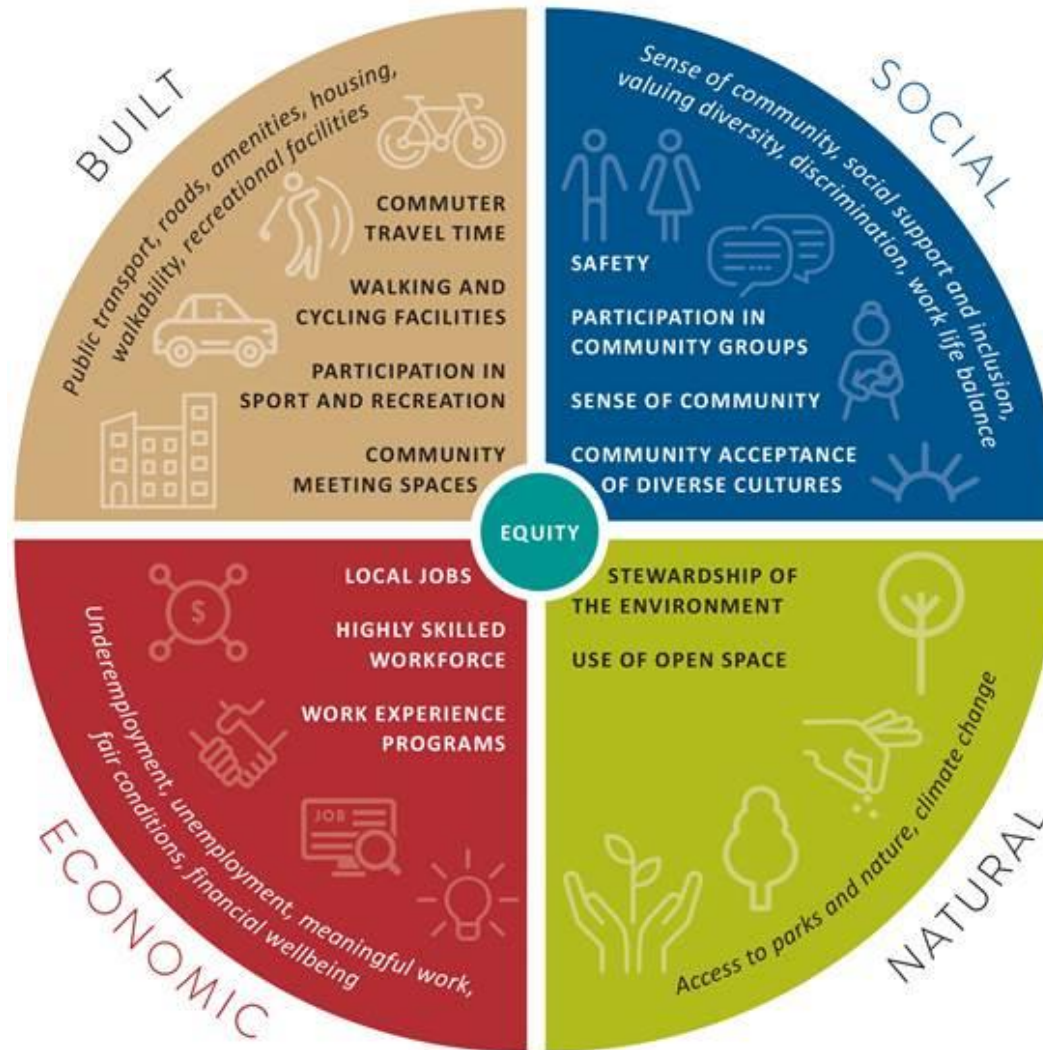 BUILT
Public transport, roads, amenities, housing,
walkability, recreational facilities
COMMUTER
TRAVEL TIME
WALKING AND
CYCLING FACILITIES
PARTICIPATION IN
SPORT AND RECREATION
COMMUNITY
MEETING SPACES
SOCIAL
Sense of community, social support and inclusion,
valuing diversity, discrimination, work life balance
SAFETY
PARTICIPATION IN
COMMUNITY GROUPS
SENSE OF COMMUNITY
COMMUNITY ACCEPTANCE
OF DIVERSE CULTURES
EQUITY
LOCAL JOBS
HIGHLY SKILLED
WORKFORCE
WORK EXPERIENCE
PROGRAMS
$
JOB
Underemployment, unemployment, meaningful work,
fair conditions, financial wellbeing
ECONOMIC
STEWARDSHIP OF
THE ENVIRONMENT
USE OF OPEN SPACE
Access to parks and nature, climate change
NATURAL